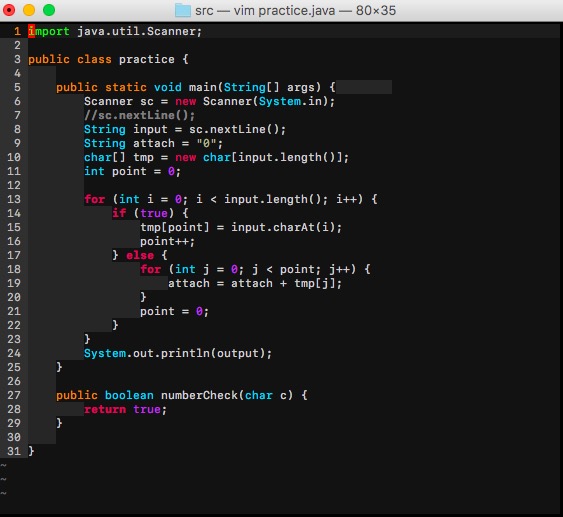 src — vim practice.java — 80×35
1 import java.util.Scanner;
2
3 public class practice {
4
5     public static void main(String[] args) {
6         Scanner sc = new Scanner(System.in);
7         //sc.nextLine();
8         String input = sc.nextLine();
9         String attach = "0";
10         char[] tmp = new char[input.length()];
11         int point = 0;
12
13         for (int i = 0; i < input.length(); i++) {
14             if (true) {
15                 tmp[point] = input.charAt(i);
16                 point++;
17             } else {
18                 for (int j = 0; j < point; j++) {
19                     attach = attach + tmp[j];
20                 }
21                 point = 0;
22             }
23         }
24         System.out.println(output);
25     }
26
27     public boolean numberCheck(char c) {
28         return true;
29     }
30
31 }
~
~
~